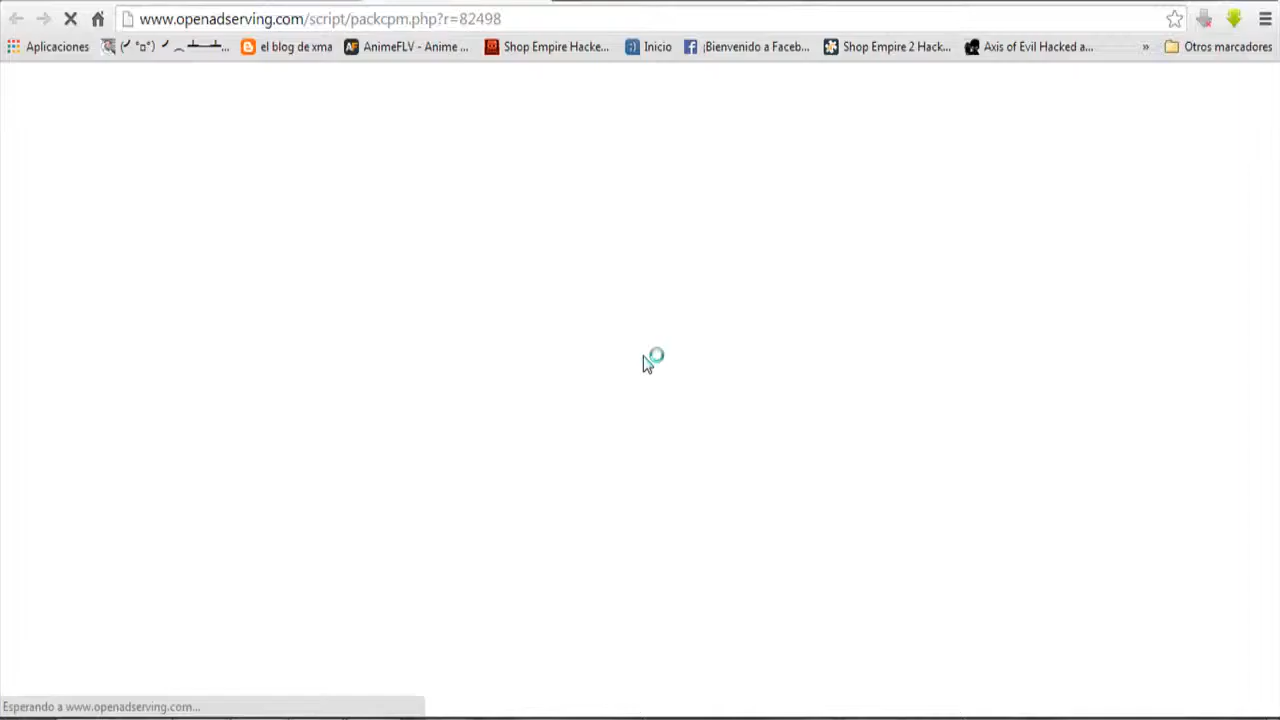 www.openadserving.com/script/packcpm.php?r=82498
Aplicaciones el blog de xma AnimeFLV - Anime ... Shop Empire Hacke... Inicio ¡Bienvenido a Faceb... Shop Empire 2 Hack... Axis of Evil Hacked a... » Otros marcadores
Esperando a www.openadserving.com...